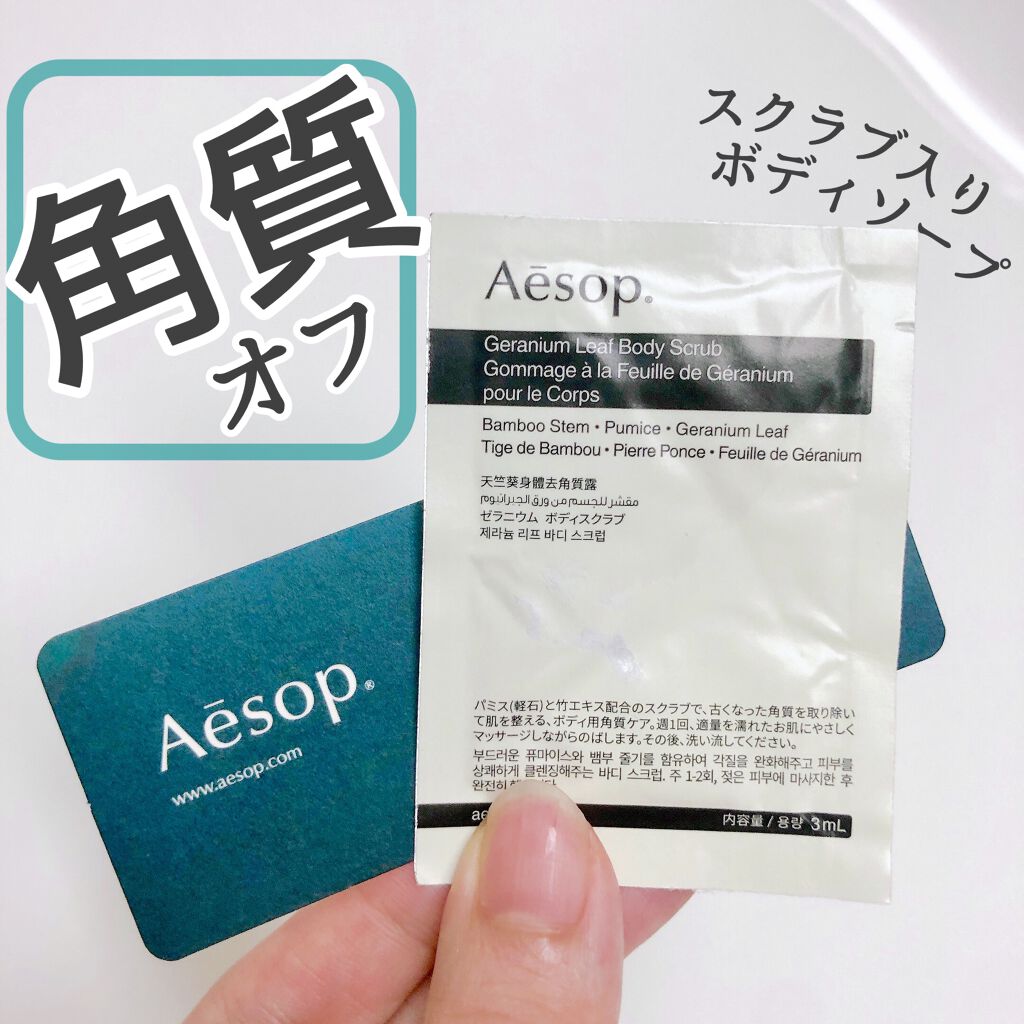 角質
オフ
スクラブ入り
ボディソープ
Aēsop®
Geranium Leaf Body Scrub
Gommage à la Feuille de Géranium
pour le Corps
Bamboo Stem • Pumice • Geranium Leaf
Tige de Bambou • Pierre Ponce • Feuille de Géranium
天竺葵身體去角質露
مقشر للجسم من ورق الجيرانيوم
ゼラニウム ボディスクラブ
제라늄 리프 바디 스크럽
パミス(軽石)と竹エキス配合のスクラブで、古くなった角質を取り除い
て肌を整える、ボディ用角質ケア。週1回、適量を濡れたお肌にやさしく
マッサージしながらのばします。その後、洗い流してください。
부드러운 퓨마이스와 뱀부 줄기를 함유하여 각질을 완화해주고 피부를
상쾌하게 클렌징해주는 바디 스크럽. 주 1-2회, 젖은 피부에 마사지한 후
완전히
内容量 / 용량 3mL
Aēsop®
www.aesop.com